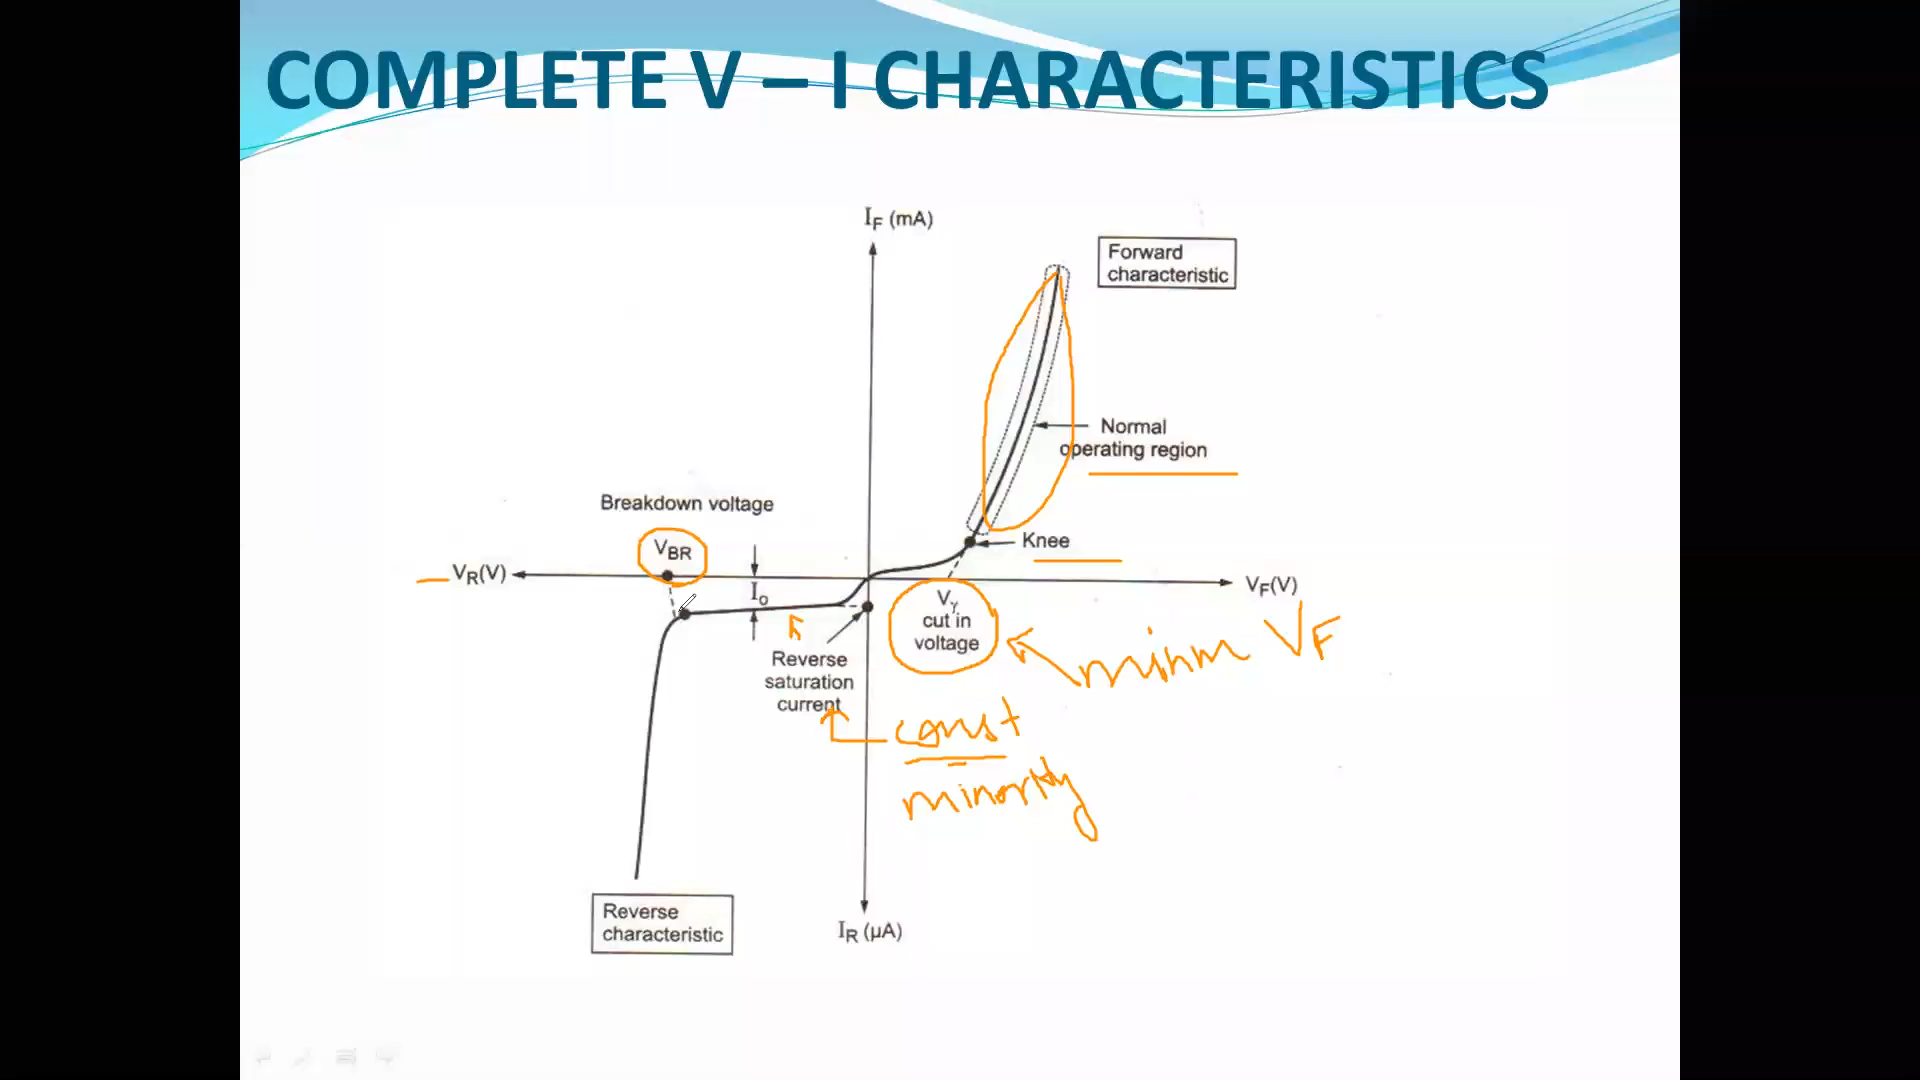 COMPLETE V – I CHARACTERISTICS
IF (mA)
Forward
characteristic
Normal
operating region
Breakdown voltage
VBR
Knee
VR(V)
Io
Vγ
cut in
voltage
VF(V)
minm VF
Reverse
saturation
current
const
minority
Reverse
characteristic
IR (μA)